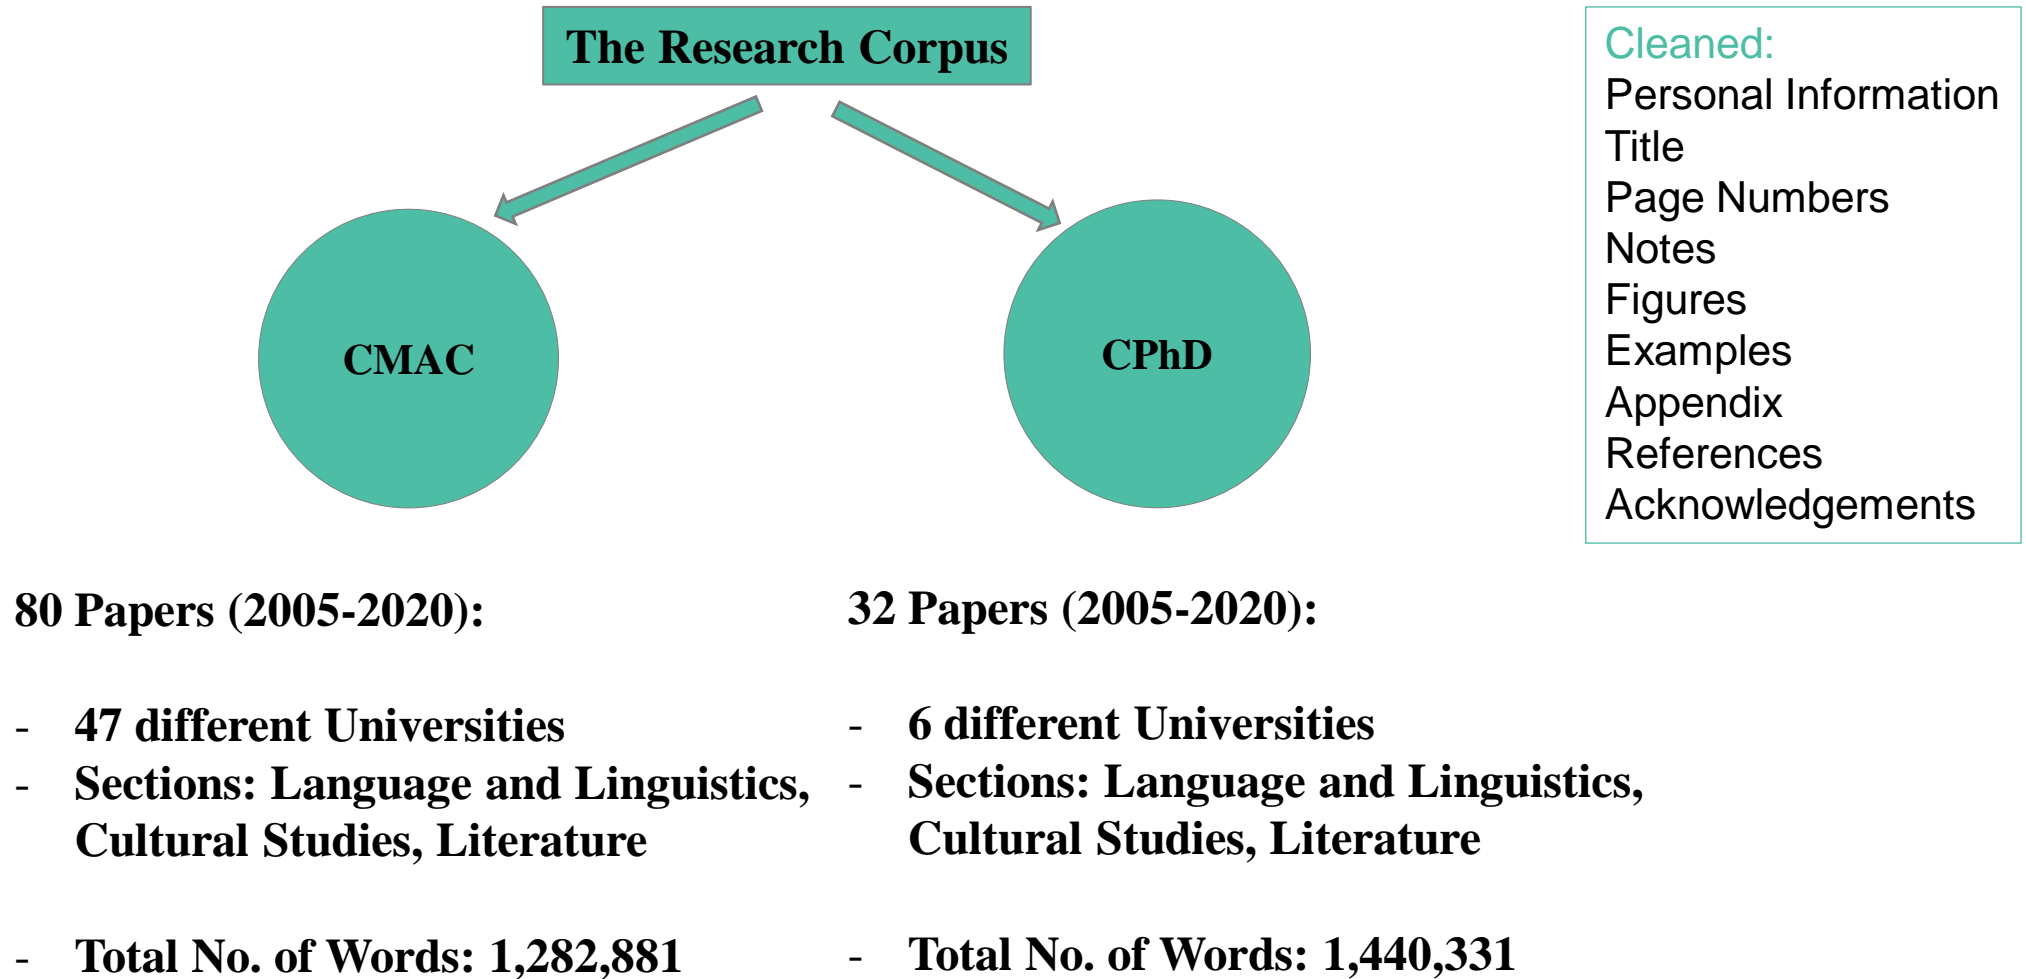 The Research Corpus
CMAC
CPhD
Cleaned:
Personal Information
Title
Page Numbers
Notes
Figures
Examples
Appendix
References
Acknowledgements
80 Papers (2005-2020):
- 47 different Universities
- Sections: Language and Linguistics,
Cultural Studies, Literature
- Total No. of Words: 1,282,881
32 Papers (2005-2020):
- 6 different Universities
- Sections: Language and Linguistics,
Cultural Studies, Literature
- Total No. of Words: 1,440,331